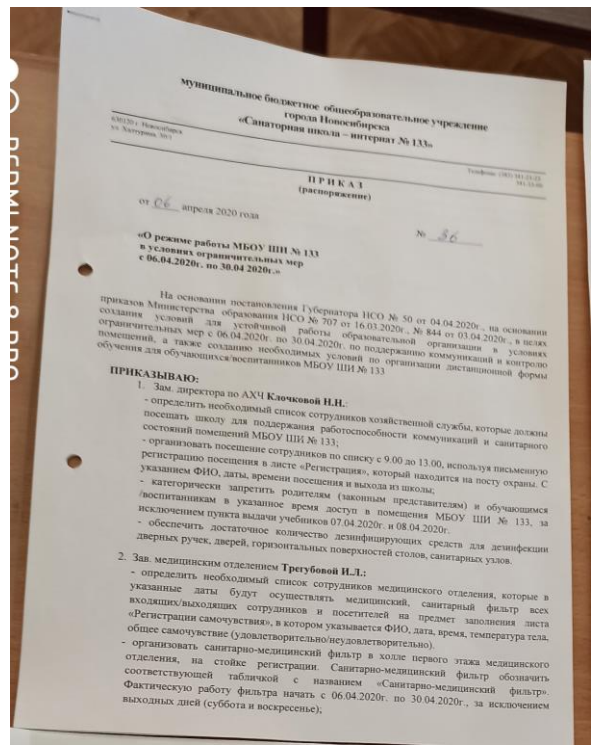 муниципальное бюджетное общеобразовательное учреждение
города Новосибирска
«Санаторная школа – интернат № 133»
630120 г. Новосибирск
ПРИКАЗ
(распоряжение)
от 06 апреля 2020 года
№ 36
«О режиме работы МБОУ ШИ № 133
в условиях ограничительных мер
с 06.04.2020г. по 30.04 2020г.»
На основании постановления Губернатора НСО № 50 от 04.04.2020г., на основании
приказов Министерства образования НСО № 707 от 16.03.2020г., № 844 от 03.04.2020г., в целях
создания условий для устойчивой работы образовательной организации в условиях
ограничительных мер с 06.04.2020г. по 30.04.2020г. по поддержанию коммуникаций и контролю
помещений, а также созданию необходимых условий по организации дистанционной формы
обучения для обучающихся/воспитанников МБОУ ШИ № 133
ПРИКАЗЫВАЮ:
1. Зам. директора по АХЧ Клочковой Н.Н.:
- определить необходимый список сотрудников хозяйственной службы, которые должны
посещать школу для поддержания работоспособности коммуникаций и санитарного
состояний помещений МБОУ ШИ № 133;
- организовать посещение сотрудников по списку с 9.00 до 13.00, используя письменную
регистрацию посещения в листе «Регистрация», который находится на посту охраны. С
указанием ФИО, даты, времени посещения и выхода из школы;
- категорически запретить родителям (законным представителям) и обучающимся
/воспитанникам в указанное время доступ в помещения МБОУ ШИ № 133, за
исключением пункта выдачи учебников 07.04.2020г. и 08.04.2020г.
- обеспечить достаточное количество дезинфицирующих средств для дезинфекции
дверных ручек, дверей, горизонтальных поверхностей столов, санитарных узлов.
2. Зав. медицинским отделением Трегубовой И.Л.:
- определить необходимый список сотрудников медицинского отделения, которые в
указанные даты будут осуществлять медицинский, санитарный фильтр всех
входящих/выходящих сотрудников и посетителей на предмет заполнения листа
«Регистрации самочувствия», в котором указывается ФИО, дата, время, температура тела,
общее самочувствие (удовлетворительно/неудовлетворительно).
- организовать санитарно-медицинский фильтр в холле первого этажа медицинского
отделения, на стойке регистрации. Санитарно-медицинский фильтр обозначить
соответствующей табличкой с названием «Санитарно-медицинский фильтр».
Фактическую работу фильтра начать с 06.04.2020г. по 30.04.2020г., за исключением
выходных дней (суббота и воскресенье);
REDMI NOTE 8 PRO